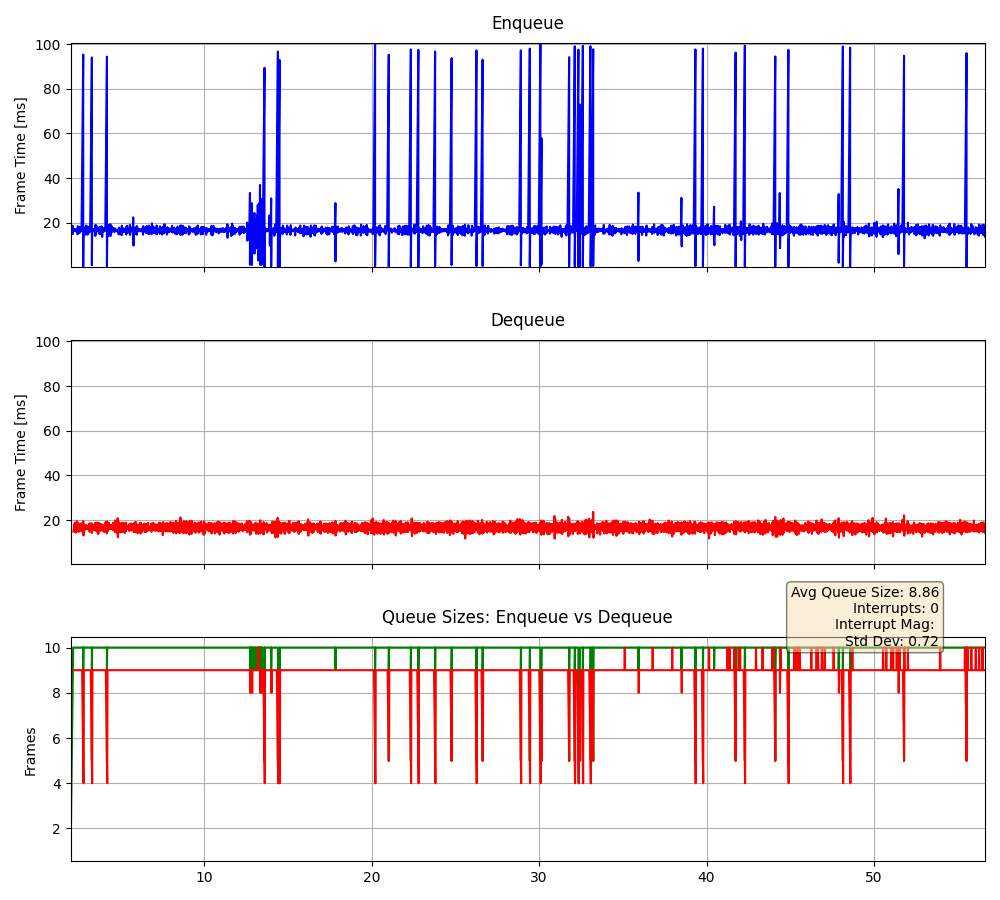 Enqueue
Frame Time [ms]
100
80
60
40
20
Dequeue
Frame Time [ms]
100
80
60
40
20
Avg Queue Size: 8.86
Interrupts: 0
Interrupt Mag:
Std Dev: 0.72
Queue Sizes: Enqueue vs Dequeue
Frames
10
8
6
4
2
10 20 30 40 50